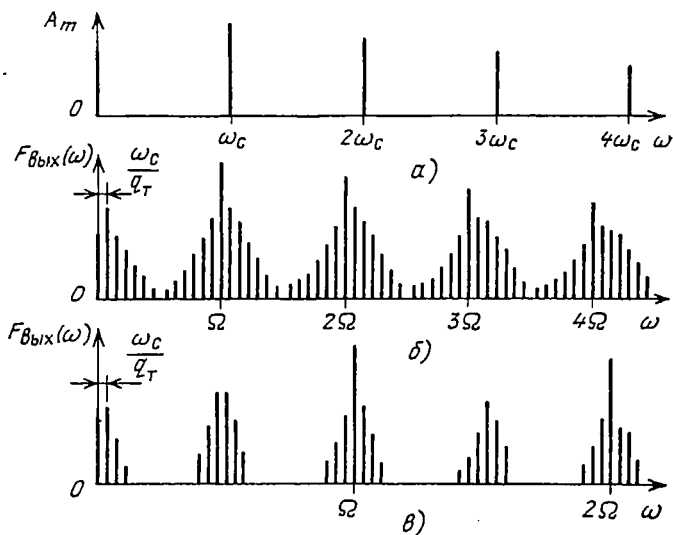 A_m
0
ω_c 2ω_c 3ω_c 4ω_c ω
а)
F_вых(ω)
ω_c/q_т
0
Ω 2Ω 3Ω 4Ω ω
б)
F_вых(ω)
ω_c/q_т
0
Ω 2Ω ω
в)